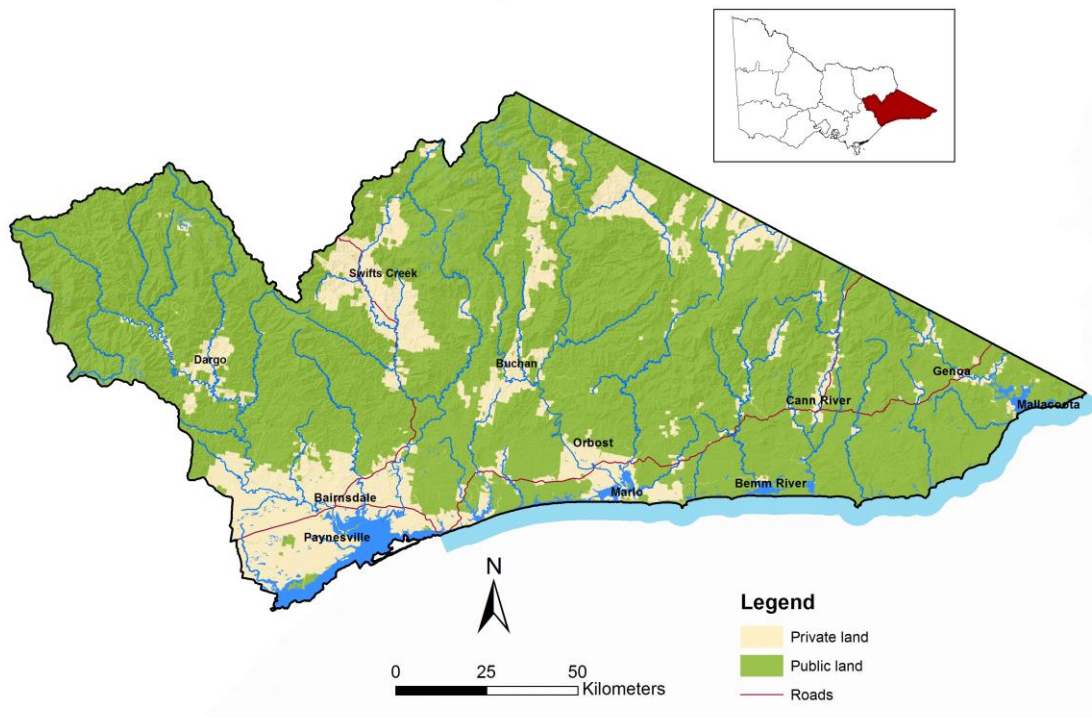 Swifts Creek
Dargo
Buchan
Genoa
Cann River
Mallacoota
Orbost
Marlo
Bemm River
Bairnsdale
Paynesville
N
0 25 50
Kilometers
Legend
Private land
Public land
Roads